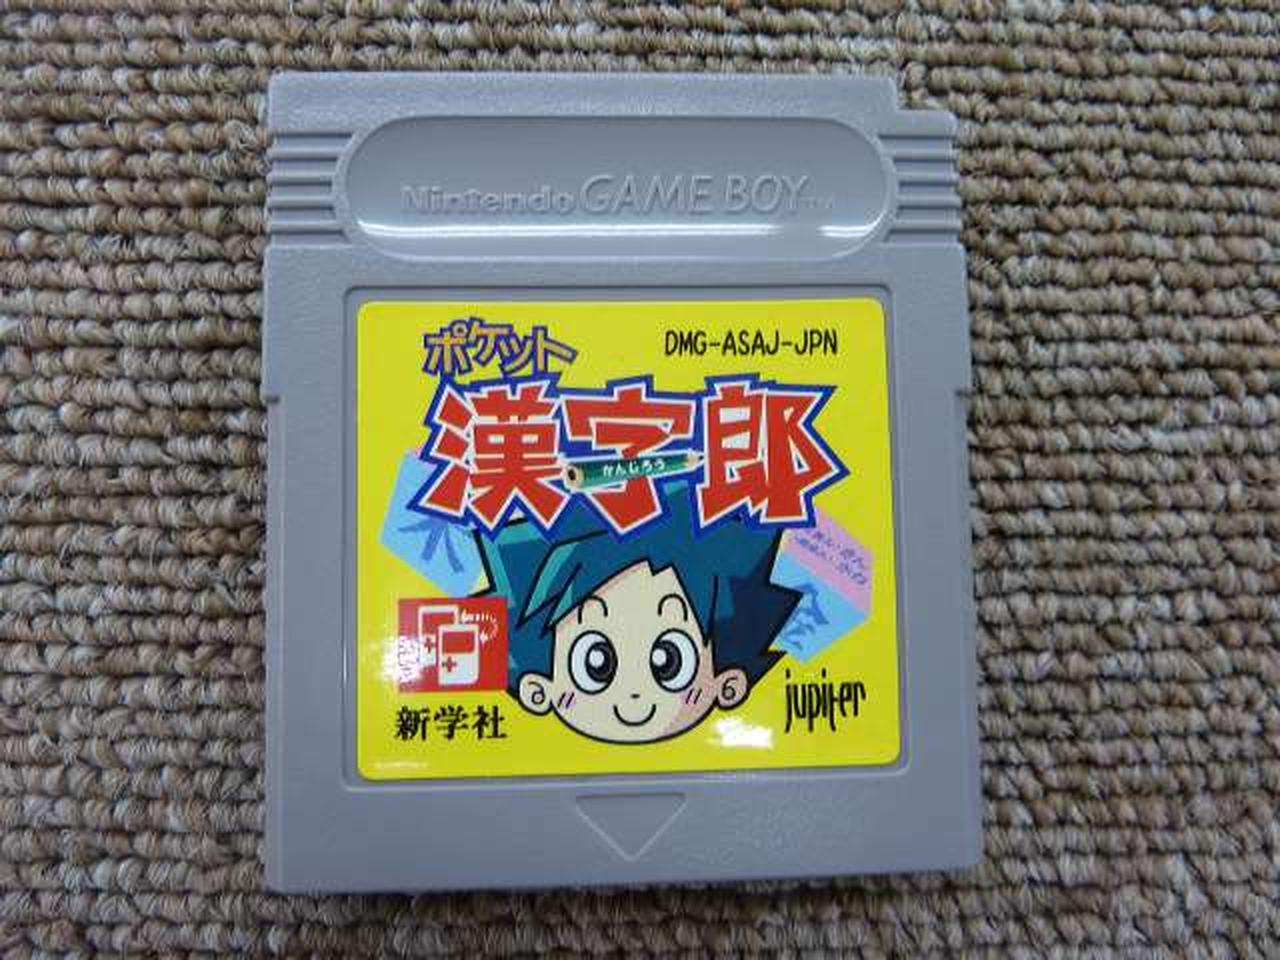 Nintendo GAME BOY™
ポケット
DMG-ASAJ-JPN
漢字郎
かんじろう
新学社
jupiter